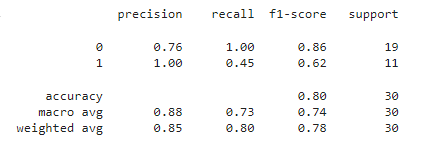 precision recall f1-score support
0 0.76 1.00 0.86 19
1 1.00 0.45 0.62 11
accuracy 0.80 30
macro avg 0.88 0.73 0.74 30
weighted avg 0.85 0.80 0.78 30